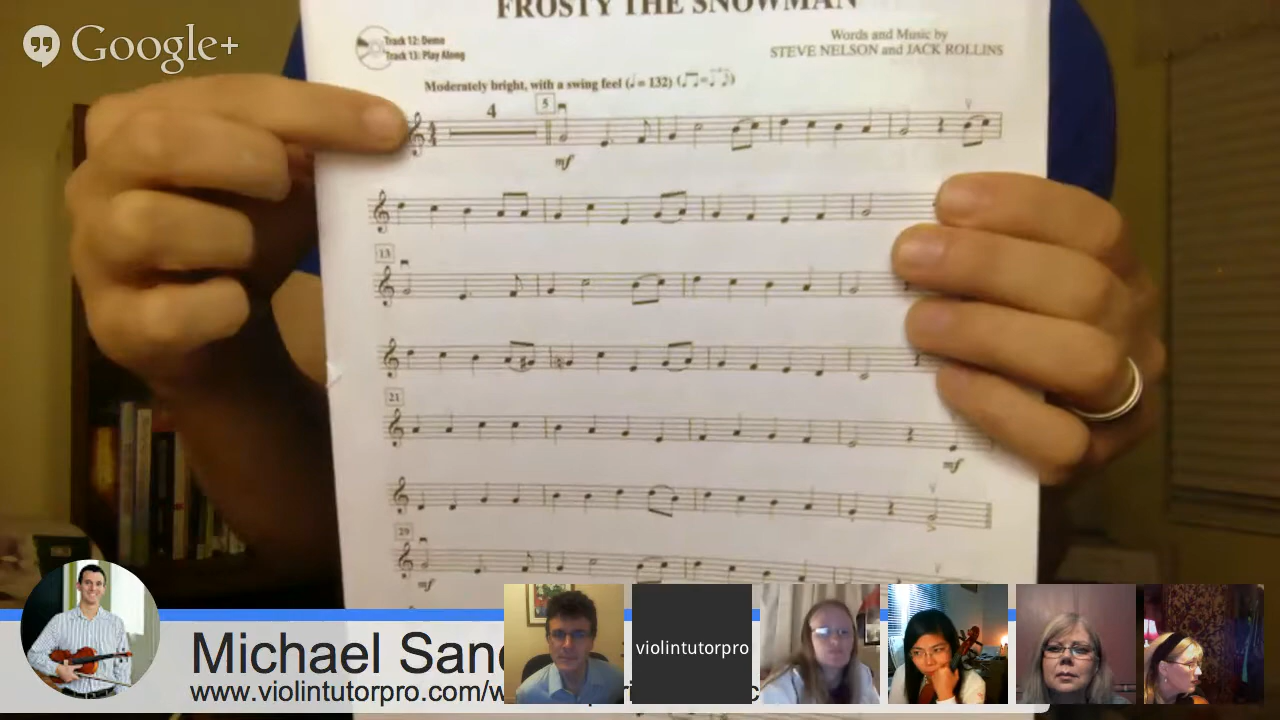 Google+
FROSTY THE SNOWMAN
Track 12: Demo
Track 13: Play Along
Words and Music by
STEVE NELSON and JACK ROLLINS
Moderately bright, with a swing feel (♩ = 132)
4
5
mf
13
21
mf
29
mf
violintutorpro
Michael Sand
www.violintutorpro.com/w